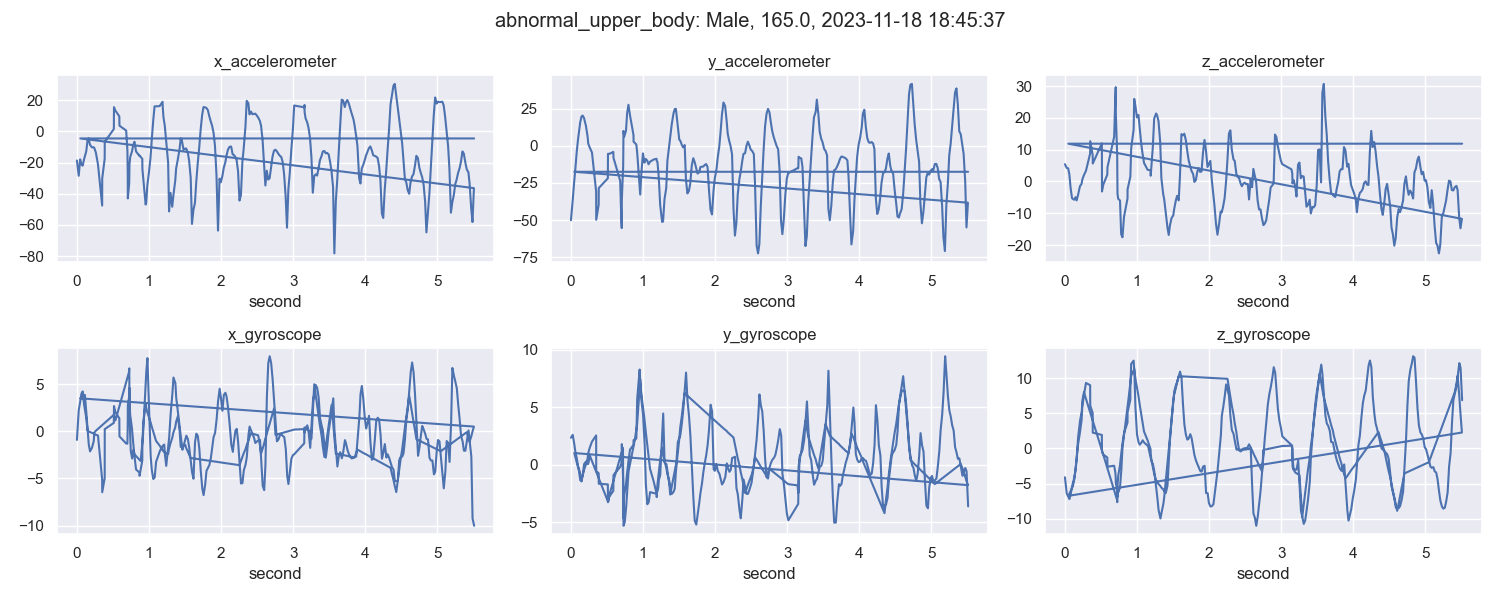 abnormal_upper_body: Male, 165.0, 2023-11-18 18:45:37
x_accelerometer
20
0
−20
−40
−60
−80
0 1 2 3 4 5
second
y_accelerometer
25
0
−25
−50
−75
0 1 2 3 4 5
second
z_accelerometer
30
20
10
0
−10
−20
0 1 2 3 4 5
second
x_gyroscope
5
0
−5
−10
0 1 2 3 4 5
second
y_gyroscope
10
5
0
−5
0 1 2 3 4 5
second
z_gyroscope
10
5
0
−5
−10
0 1 2 3 4 5
second